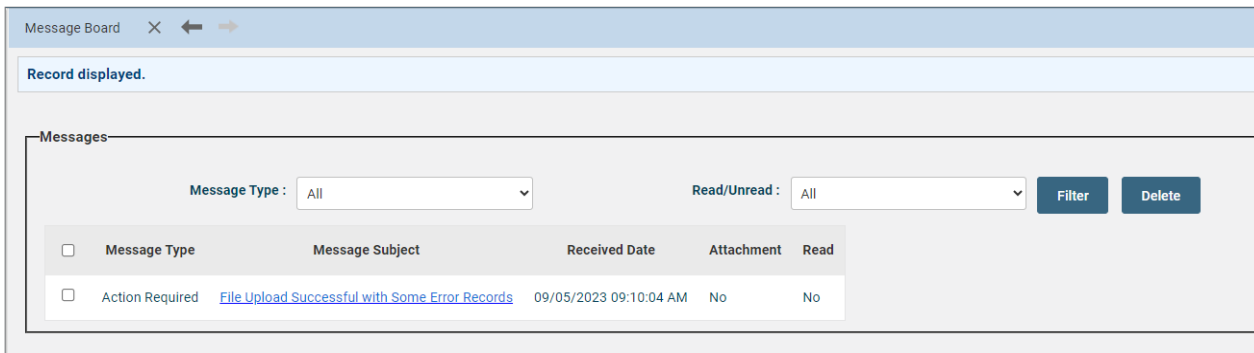 Message Board
Record displayed.
Messages
Message Type : All Read/Unread : All Filter Delete
Message Type Message Subject Received Date Attachment Read
Action Required File Upload Successful with Some Error Records 09/05/2023 09:10:04 AM No No